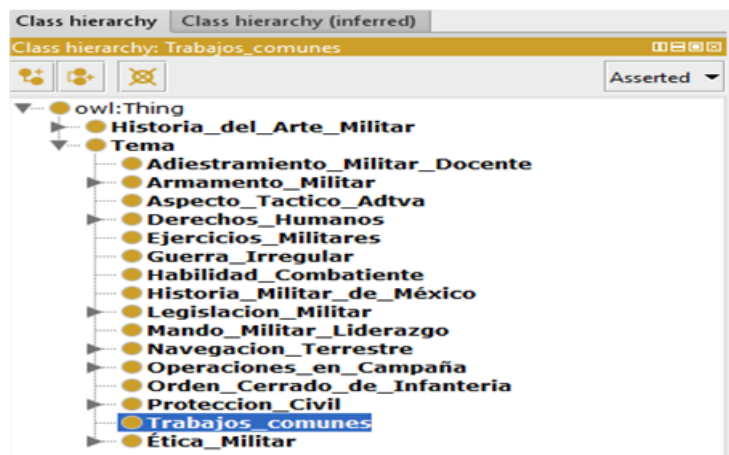 Class hierarchy Class hierarchy (inferred)
Class hierarchy: Trabajos_comunes
Asserted
owl:Thing
Historia_del_Arte_Militar
Tema
Adiestramiento_Militar_Docente
Armamento_Militar
Aspecto_Tactico_Adtva
Derechos_Humanos
Ejercicios_Militares
Guerra_Irregular
Habilidad_Combatiente
Historia_Militar_de_México
Legislacion_Militar
Mando_Militar_Liderazgo
Navegacion_Terrestre
Operaciones_en_Campaña
Orden_Cerrado_de_Infanteria
Proteccion_Civil
Trabajos_comunes
Ética_Militar